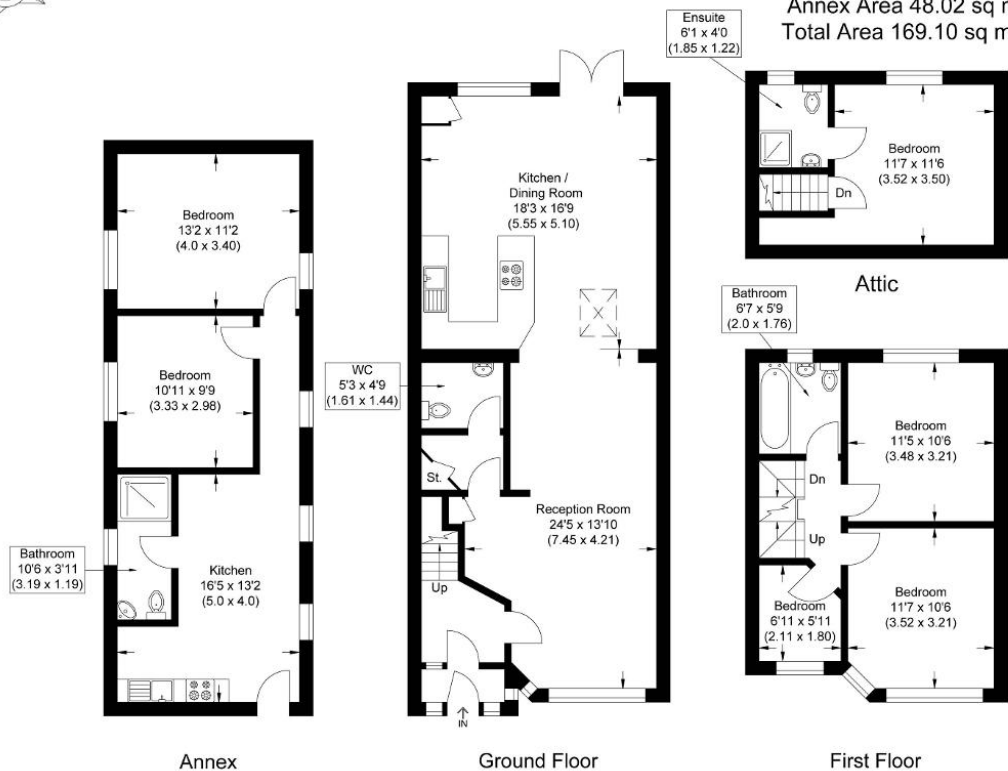 Annex Area 48.02 sq m
Total Area 169.10 sq m
Ensuite
6'1 x 4'0
(1.85 x 1.22)
Bedroom
11'7 x 11'6
(3.52 x 3.50)
Dn
Attic
Bedroom
13'2 x 11'2
(4.0 x 3.40)
Bedroom
10'11 x 9'9
(3.33 x 2.98)
Bathroom
10'6 x 3'11
(3.19 x 1.19)
Kitchen
16'5 x 13'2
(5.0 x 4.0)
Annex
Kitchen /
Dining Room
18'3 x 16'9
(5.55 x 5.10)
WC
5'3 x 4'9
(1.61 x 1.44)
St.
Reception Room
24'5 x 13'10
(7.45 x 4.21)
Up
IN
Ground Floor
Bathroom
6'7 x 5'9
(2.0 x 1.76)
Bedroom
11'5 x 10'6
(3.48 x 3.21)
Dn
Up
Bedroom
6'11 x 5'11
(2.11 x 1.80)
Bedroom
11'7 x 10'6
(3.52 x 3.21)
First Floor